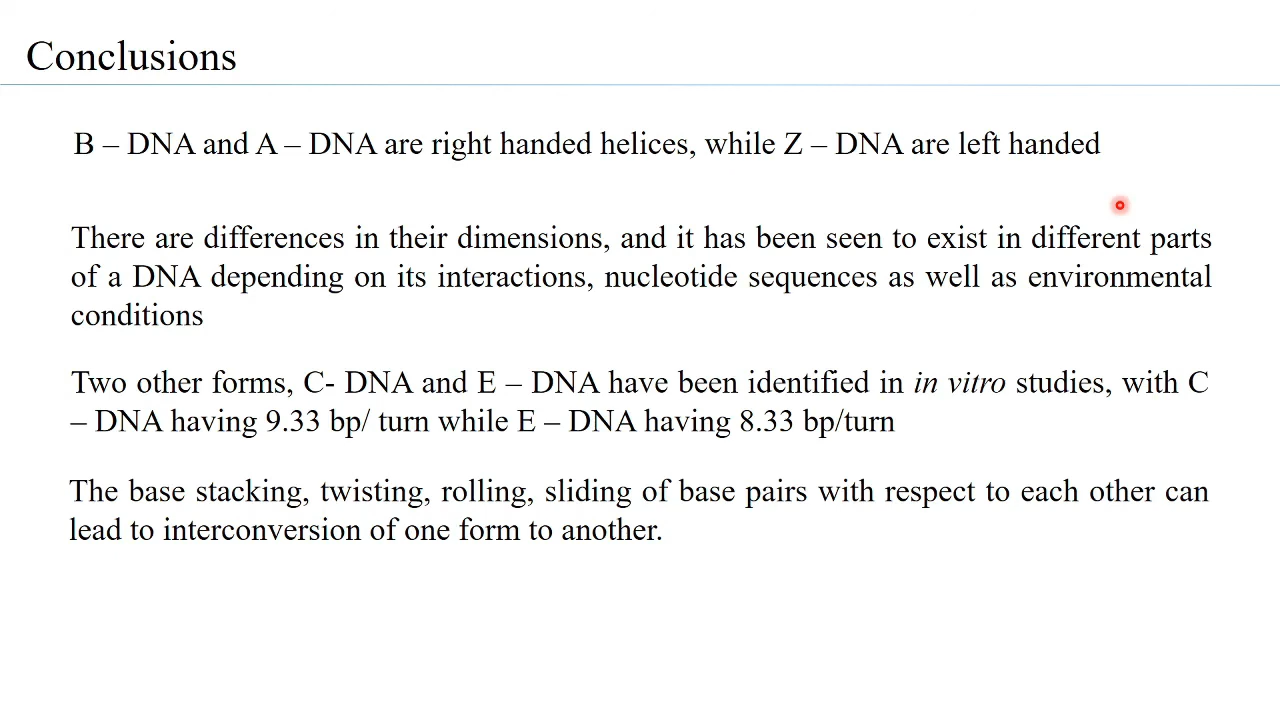 Conclusions
B – DNA and A – DNA are right handed helices, while Z – DNA are left handed
There are differences in their dimensions, and it has been seen to exist in different parts
of a DNA depending on its interactions, nucleotide sequences as well as environmental
conditions
Two other forms, C- DNA and E – DNA have been identified in in vitro studies, with C
– DNA having 9.33 bp/ turn while E – DNA having 8.33 bp/turn
The base stacking, twisting, rolling, sliding of base pairs with respect to each other can
lead to interconversion of one form to another.